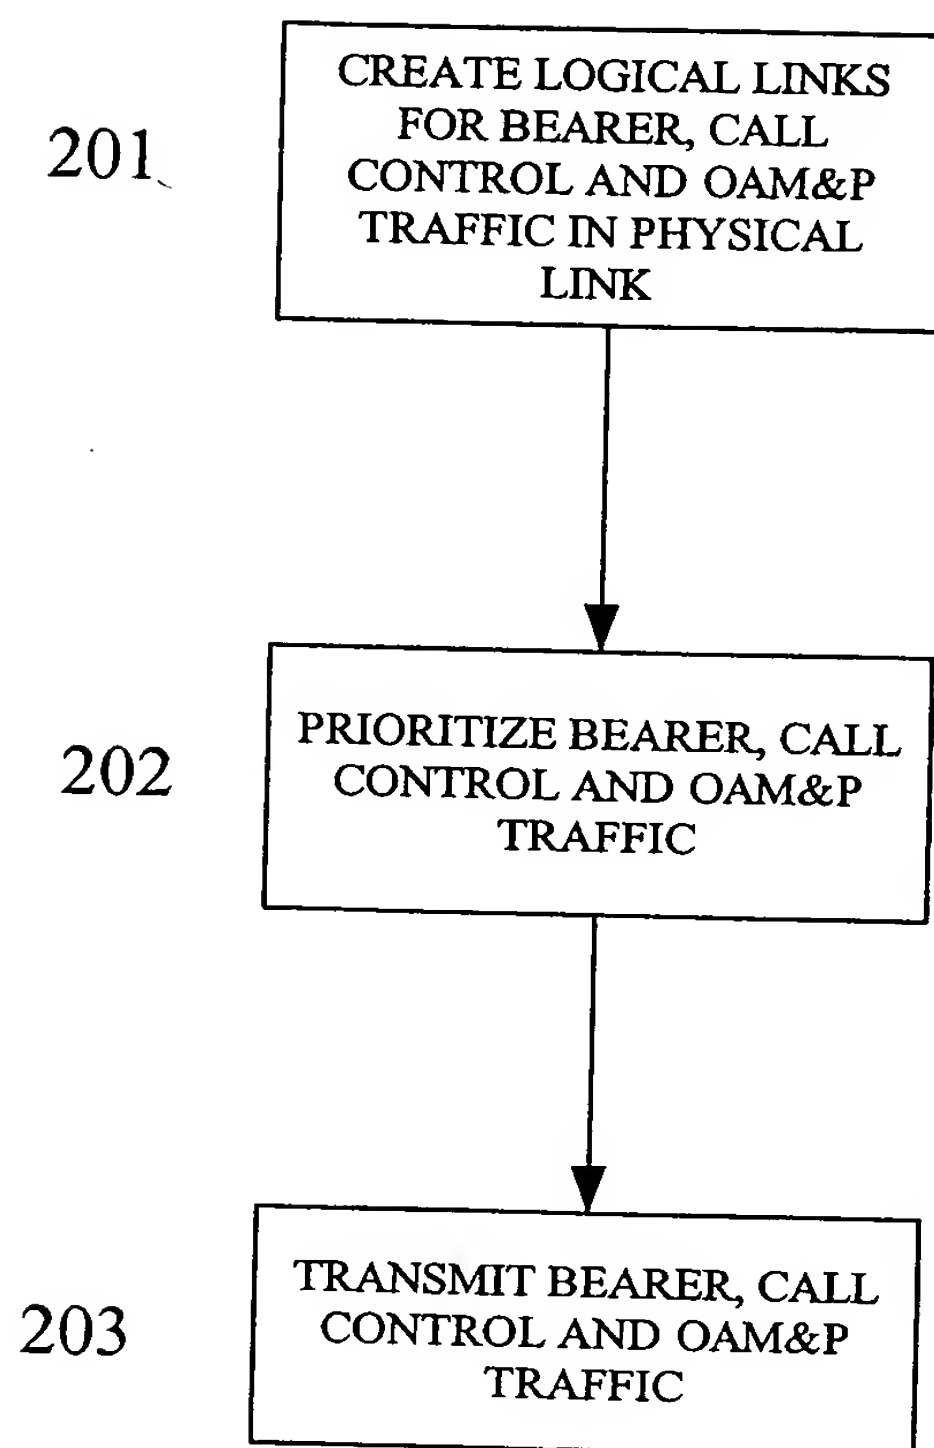 201
CREATE LOGICAL LINKS
FOR BEARER, CALL
CONTROL AND OAM&P
TRAFFIC IN PHYSICAL
LINK
202
PRIORITIZE BEARER, CALL
CONTROL AND OAM&P
TRAFFIC
203
TRANSMIT BEARER, CALL
CONTROL AND OAM&P
TRAFFIC